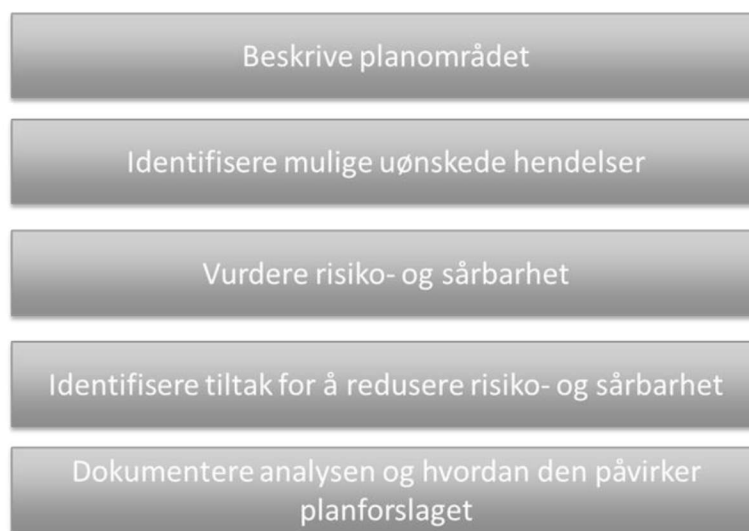 Beskrive planområdet
Identifisere mulige uønskede hendelser
Vurdere risiko- og sårbarhet
Identifisere tiltak for å redusere risiko- og sårbarhet
Dokumentere analysen og hvordan den påvirker
planforslaget